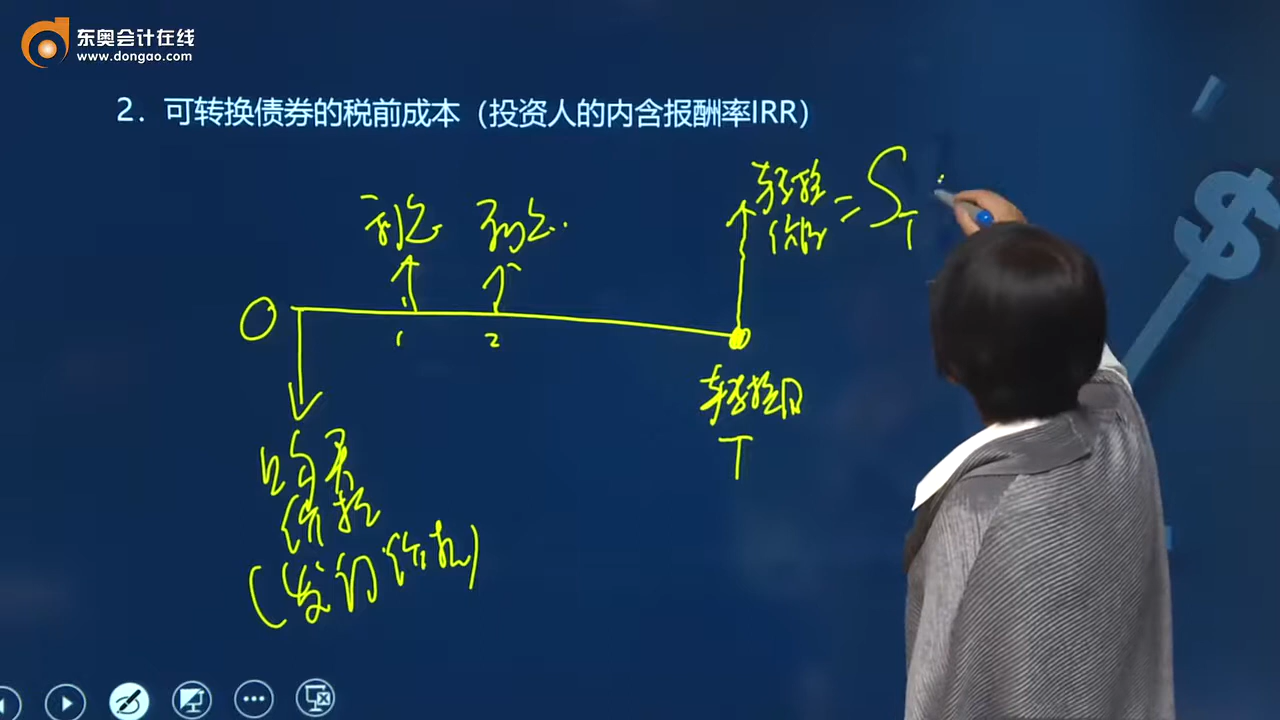 东奥会计在线
www.dongao.com
2. 可转换债券的税前成本（投资人的内含报酬率IRR）
利息 利息
转换
价值 = S_T
0
1 2
转换日
T
购买
价款
(发行价格)